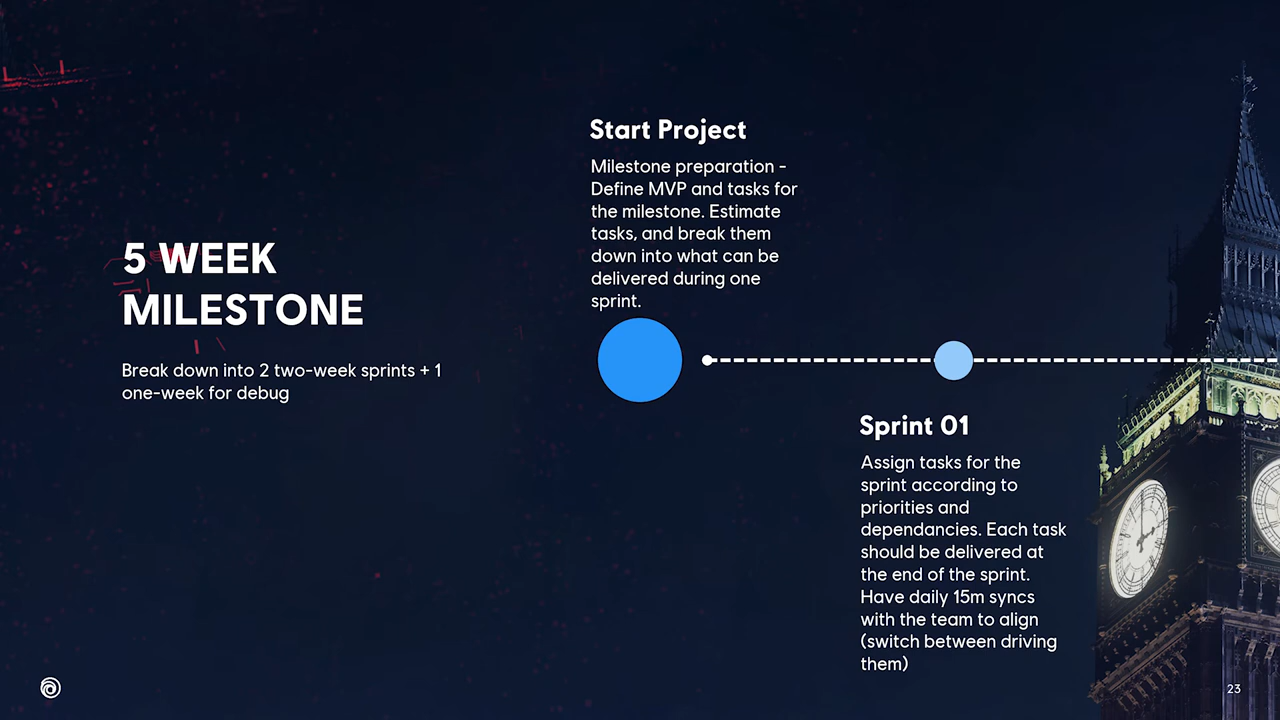 5 WEEK
MILESTONE
Break down into 2 two-week sprints + 1
one-week for debug
Start Project
Milestone preparation -
Define MVP and tasks for
the milestone. Estimate
tasks, and break them
down into what can be
delivered during one
sprint.
Sprint 01
Assign tasks for the
sprint according to
priorities and
dependancies. Each task
should be delivered at
the end of the sprint.
Have daily 15m syncs
with the team to align
(switch between driving
them)
23